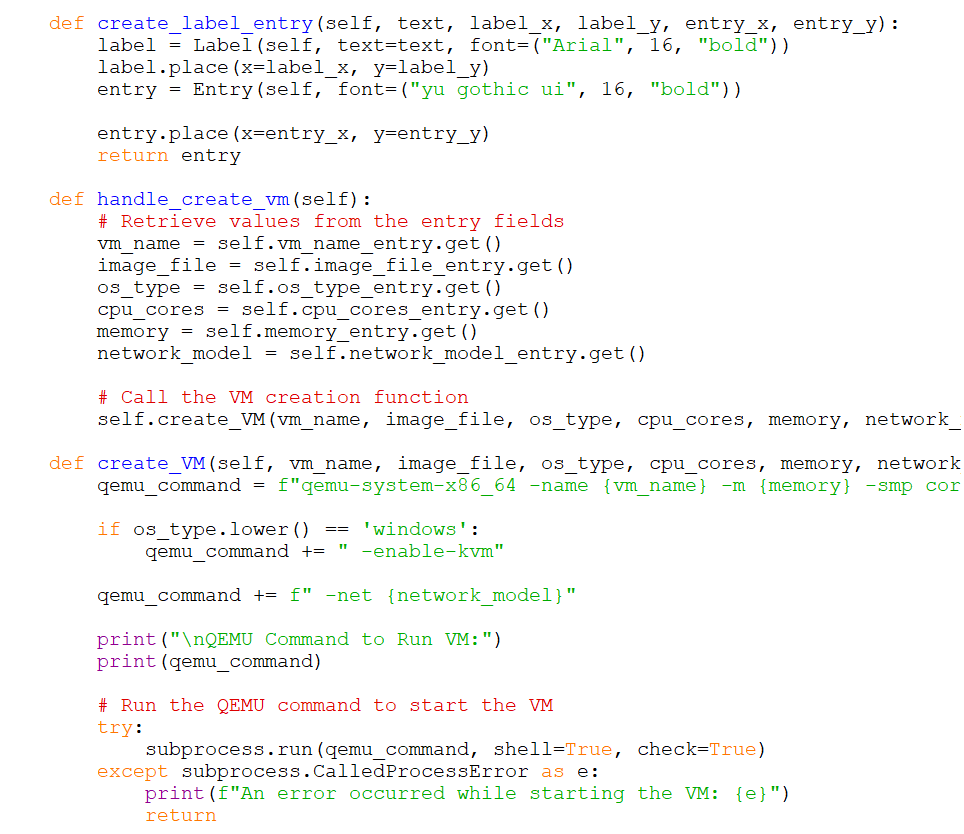 def create_label_entry(self, text, label_x, label_y, entry_x, entry_y):
label = Label(self, text=text, font=("Arial", 16, "bold"))
label.place(x=label_x, y=label_y)
entry = Entry(self, font=("yu gothic ui", 16, "bold"))
entry.place(x=entry_x, y=entry_y)
return entry
def handle_create_vm(self):
# Retrieve values from the entry fields
vm_name = self.vm_name_entry.get()
image_file = self.image_file_entry.get()
os_type = self.os_type_entry.get()
cpu_cores = self.cpu_cores_entry.get()
memory = self.memory_entry.get()
network_model = self.network_model_entry.get()
# Call the VM creation function
self.create_VM(vm_name, image_file, os_type, cpu_cores, memory, network_
def create_VM(self, vm_name, image_file, os_type, cpu_cores, memory, network
qemu_command = f"qemu-system-x86_64 -name {vm_name} -m {memory} -smp cor
if os_type.lower() == 'windows':
qemu_command += " -enable-kvm"
qemu_command += f" -net {network_model}"
print("\nQEMU Command to Run VM:")
print(qemu_command)
# Run the QEMU command to start the VM
try:
subprocess.run(qemu_command, shell=True, check=True)
except subprocess.CalledProcessError as e:
print(f"An error occurred while starting the VM: {e}")
return